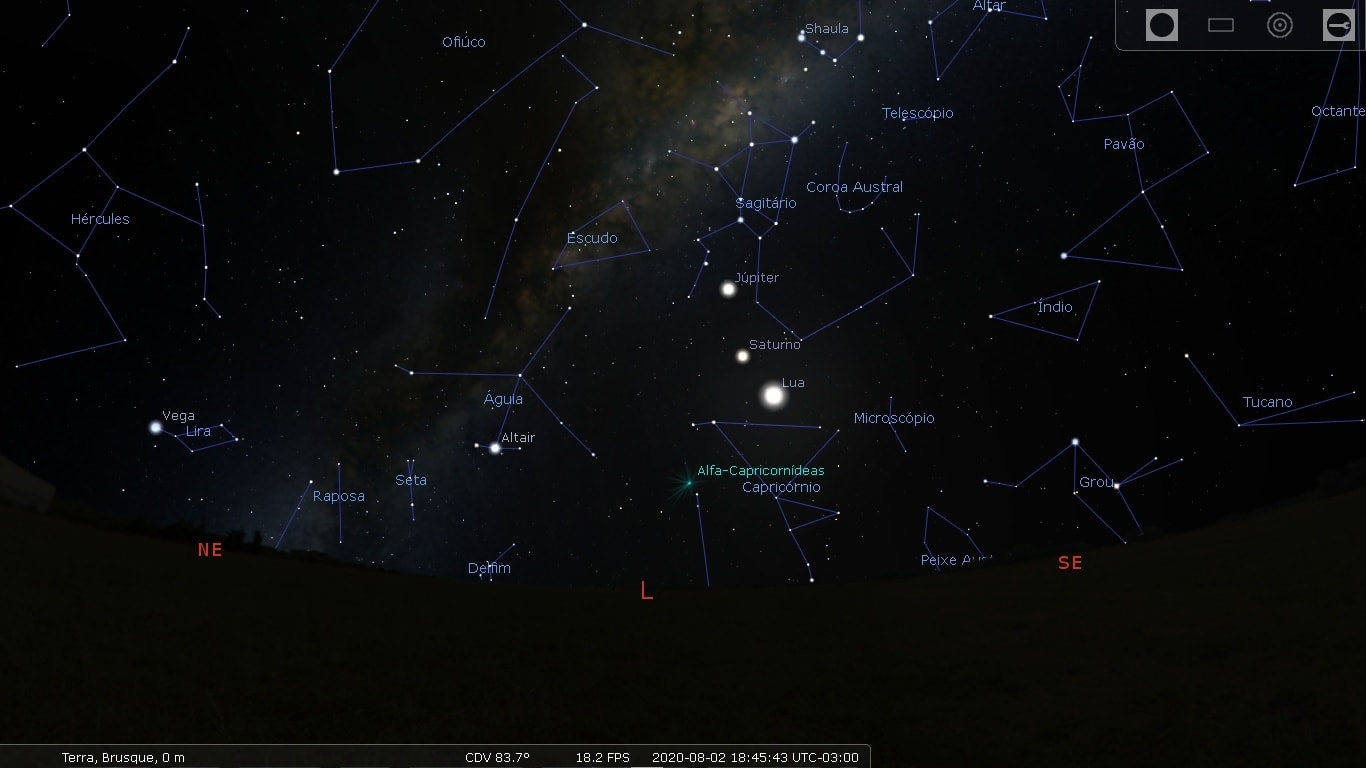 Altar
Shaula
Ofiúco
Telescópio
Octante
Pavão
Coroa Austral
Sagitário
Hércules
Escudo
Júpiter
Índio
Saturno
Lua
Águia
Tucano
Vega
Microscópio
Lira
Altair
Alfa-Capricornídeas
Seta
Grou
Capricórnio
Raposa
NE
Peixe
SE
Delfim
L
Terra, Brusque, 0 m CDV 83.7° 18.2 FPS 2020-08-02 18:45:43 UTC-03:00